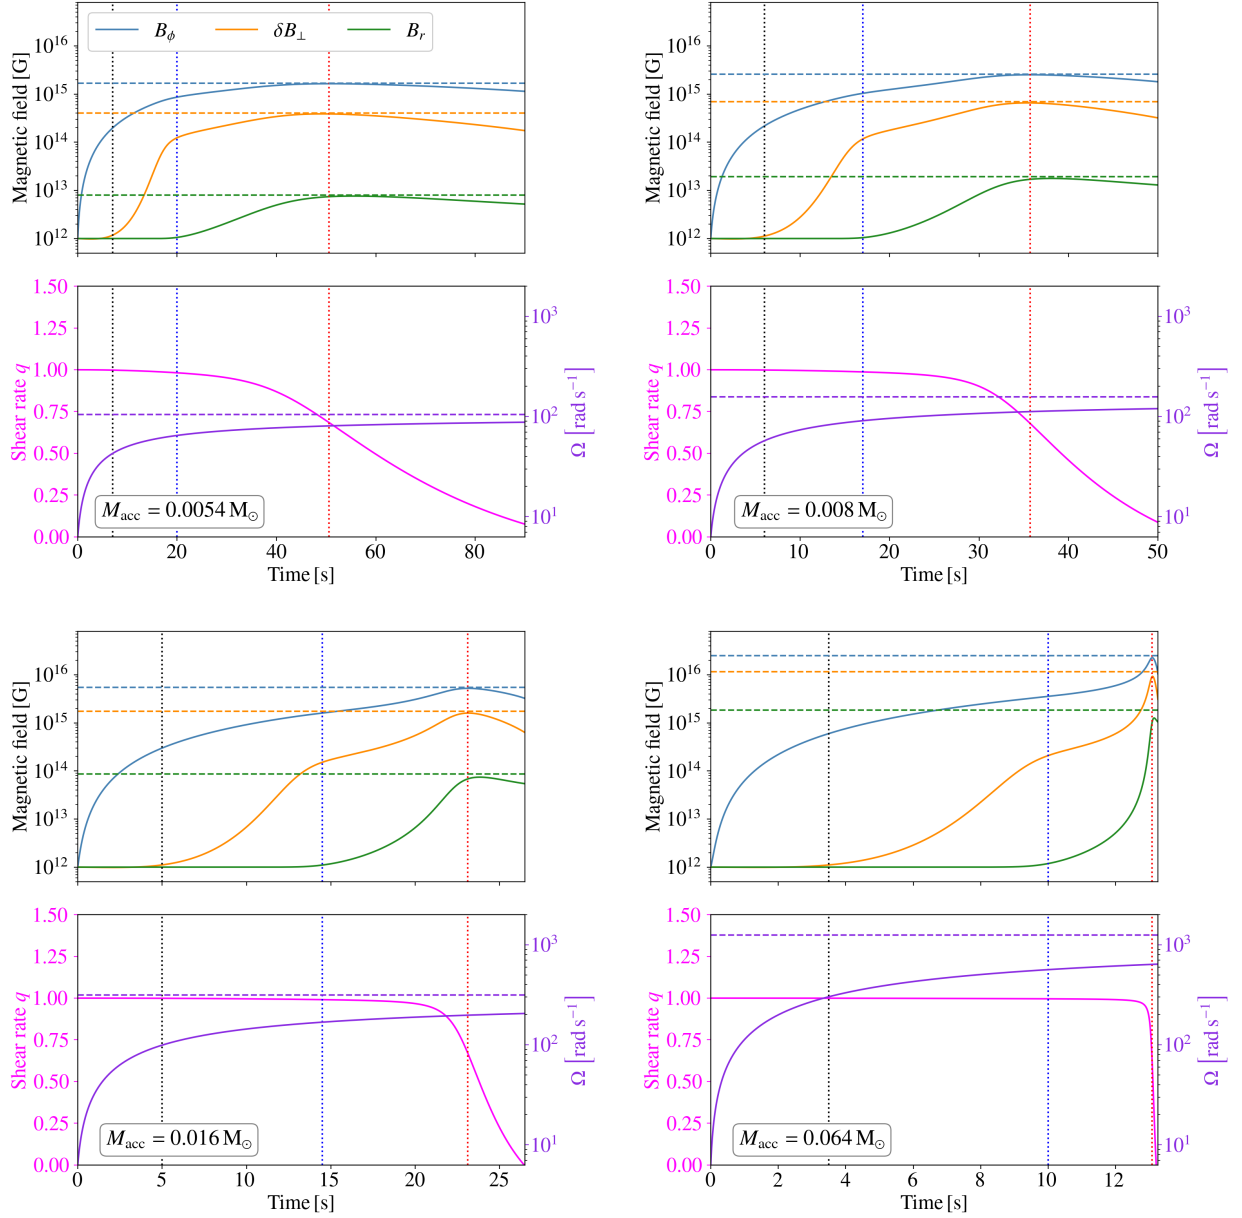 B_ϕ δB_⊥ B_r
Magnetic field [G]
10^16
10^15
10^14
10^13
10^12
Magnetic field [G]
10^16
10^15
10^14
10^13
10^12
Shear rate q
1.50
1.25
1.00
0.75
0.50
0.25
0.00
M_acc = 0.0054 M_⊙
10^3
10^2
10^1
Ω [rad s^−1]
0 20 40 60 80
Time [s]
Shear rate q
1.50
1.25
1.00
0.75
0.50
0.25
0.00
M_acc = 0.008 M_⊙
10^3
10^2
10^1
Ω [rad s^−1]
0 10 20 30 40 50
Time [s]
Magnetic field [G]
10^16
10^15
10^14
10^13
10^12
Magnetic field [G]
10^16
10^15
10^14
10^13
10^12
Shear rate q
1.50
1.25
1.00
0.75
0.50
0.25
0.00
M_acc = 0.016 M_⊙
10^3
10^2
10^1
Ω [rad s^−1]
0 5 10 15 20 25
Time [s]
Shear rate q
1.50
1.25
1.00
0.75
0.50
0.25
0.00
M_acc = 0.064 M_⊙
10^3
10^2
10^1
Ω [rad s^−1]
0 2 4 6 8 10 12
Time [s]